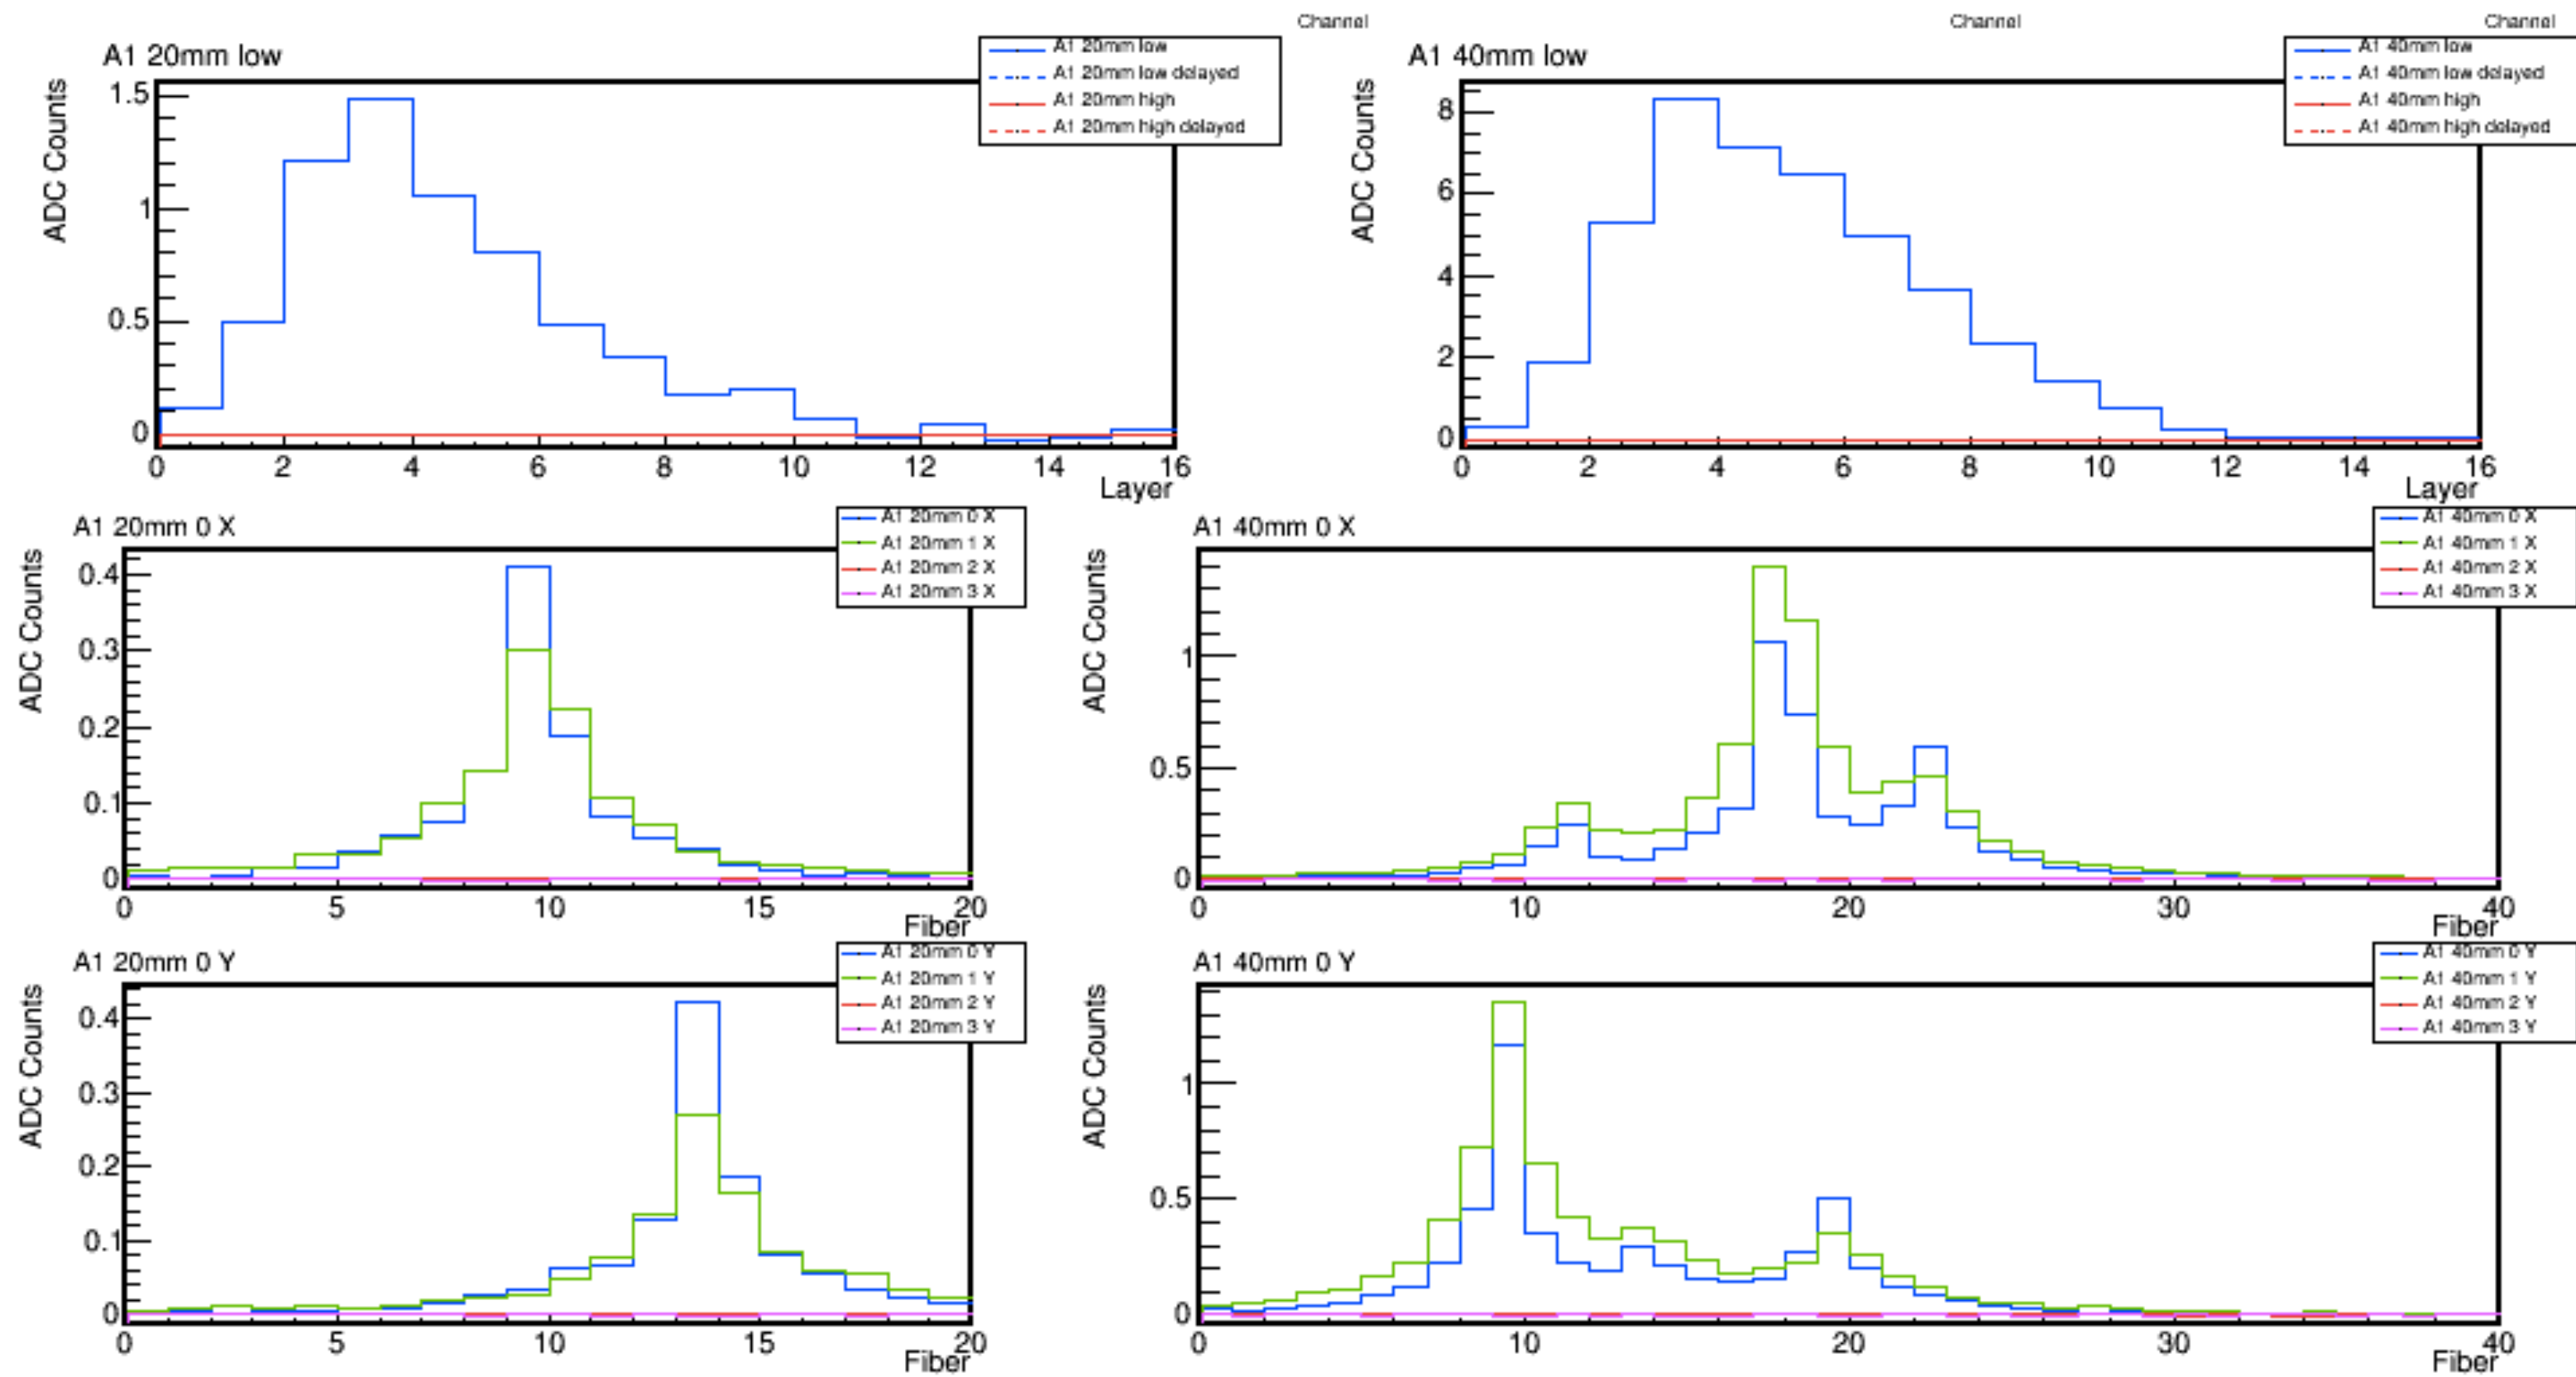 Channel Channel Channel
A1 20mm low
A1 20mm low
A1 20mm low delayed
A1 20mm high
A1 20mm high delayed
ADC Counts
1.5
1
0.5
0
0 2 4 6 8 10 12 14 16
Layer
A1 40mm low
A1 40mm low
A1 40mm low delayed
A1 40mm high
A1 40mm high delayed
ADC Counts
8
6
4
2
0
0 2 4 6 8 10 12 14 16
Layer
A1 20mm 0 X
A1 20mm 0 X
A1 20mm 1 X
A1 20mm 2 X
A1 20mm 3 X
ADC Counts
0.4
0.3
0.2
0.1
0
0 5 10 15 20
Fiber
A1 40mm 0 X
A1 40mm 0 X
A1 40mm 1 X
A1 40mm 2 X
A1 40mm 3 X
ADC Counts
1
0.5
0
0 10 20 30 40
Fiber
A1 20mm 0 Y
A1 20mm 0 Y
A1 20mm 1 Y
A1 20mm 2 Y
A1 20mm 3 Y
ADC Counts
0.4
0.3
0.2
0.1
0
0 5 10 15 20
Fiber
A1 40mm 0 Y
A1 40mm 0 Y
A1 40mm 1 Y
A1 40mm 2 Y
A1 40mm 3 Y
ADC Counts
1
0.5
0
0 10 20 30 40
Fiber